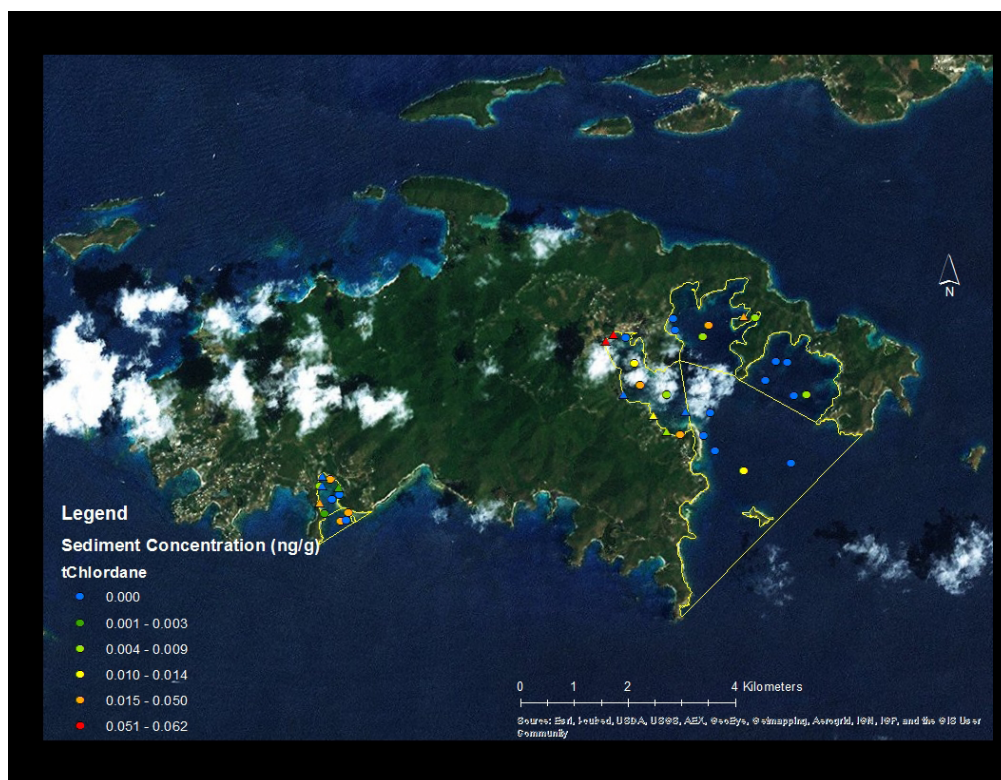 N
Legend
Sediment Concentration (ng/g)
tChlordane
0.000
0.001 - 0.003
0.004 - 0.009
0.010 - 0.014
0.015 - 0.050
0.051 - 0.062
0 1 2 4 Kilometers
Source: Esri, i-cubed, USDA, USGS, AEX, GeoEye, Getmapping, Aerogrid, IGN, IGP, and the GIS User
Community